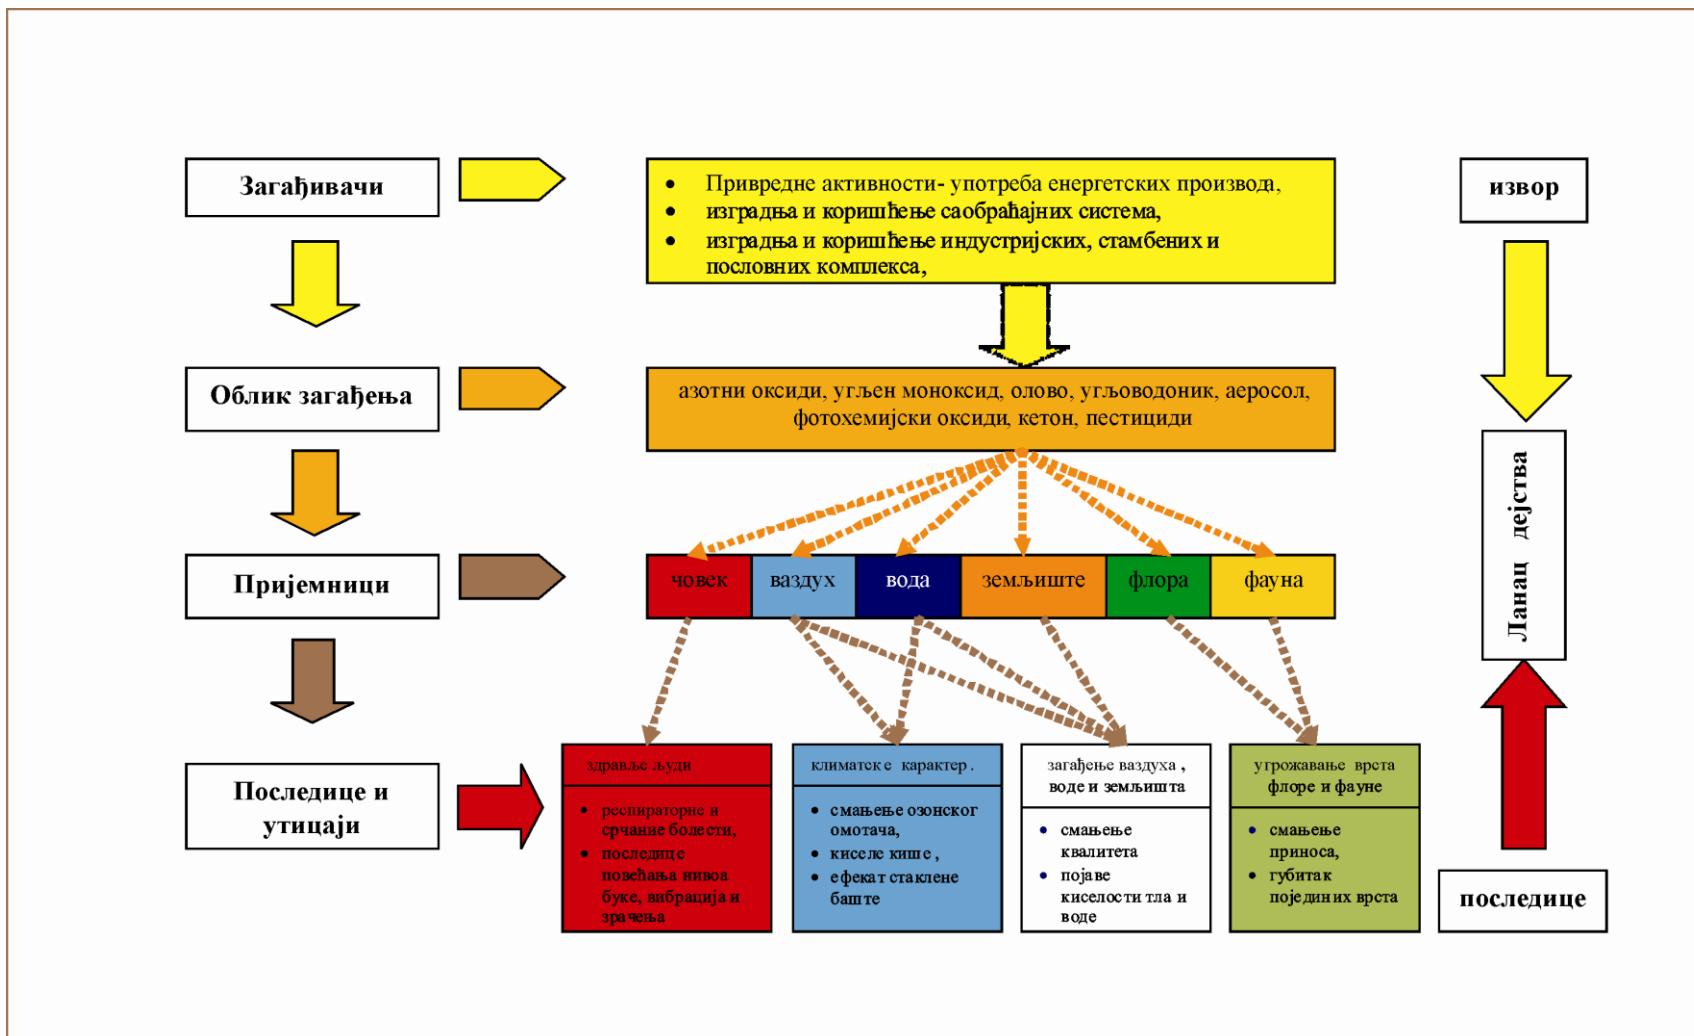 Загађивачи
• Привредне активности- употреба енергетских производа,
• изградња и коришћење саобраћајних система,
• изградња и коришћење индустријских, стамбених и
пословних комплекса,
извор
Облик загађења
азотни оксиди, угљен моноксид, олово, угљоводоник, аеросол,
фотохемијски оксиди, кетон, пестициди
Ланац дејства
Пријемници
човек
ваздух
вода
земљиште
флора
фауна
Последице и
утицаји
здравље људи
• респираторне и
срчание болести,
• последице
повећања нивоа
буке, вибрација и
зрачења
климатске карактер.
• смањење озонског
омотача,
• киселе кише,
• ефекат стаклене
баште
загађење ваздуха,
воде и земљишта
• смањење
квалитета
• појаве
киселости тла и
воде
угрожавање врста
флоре и фауне
• смањење
приноса,
• губитак
појединих врста
последице